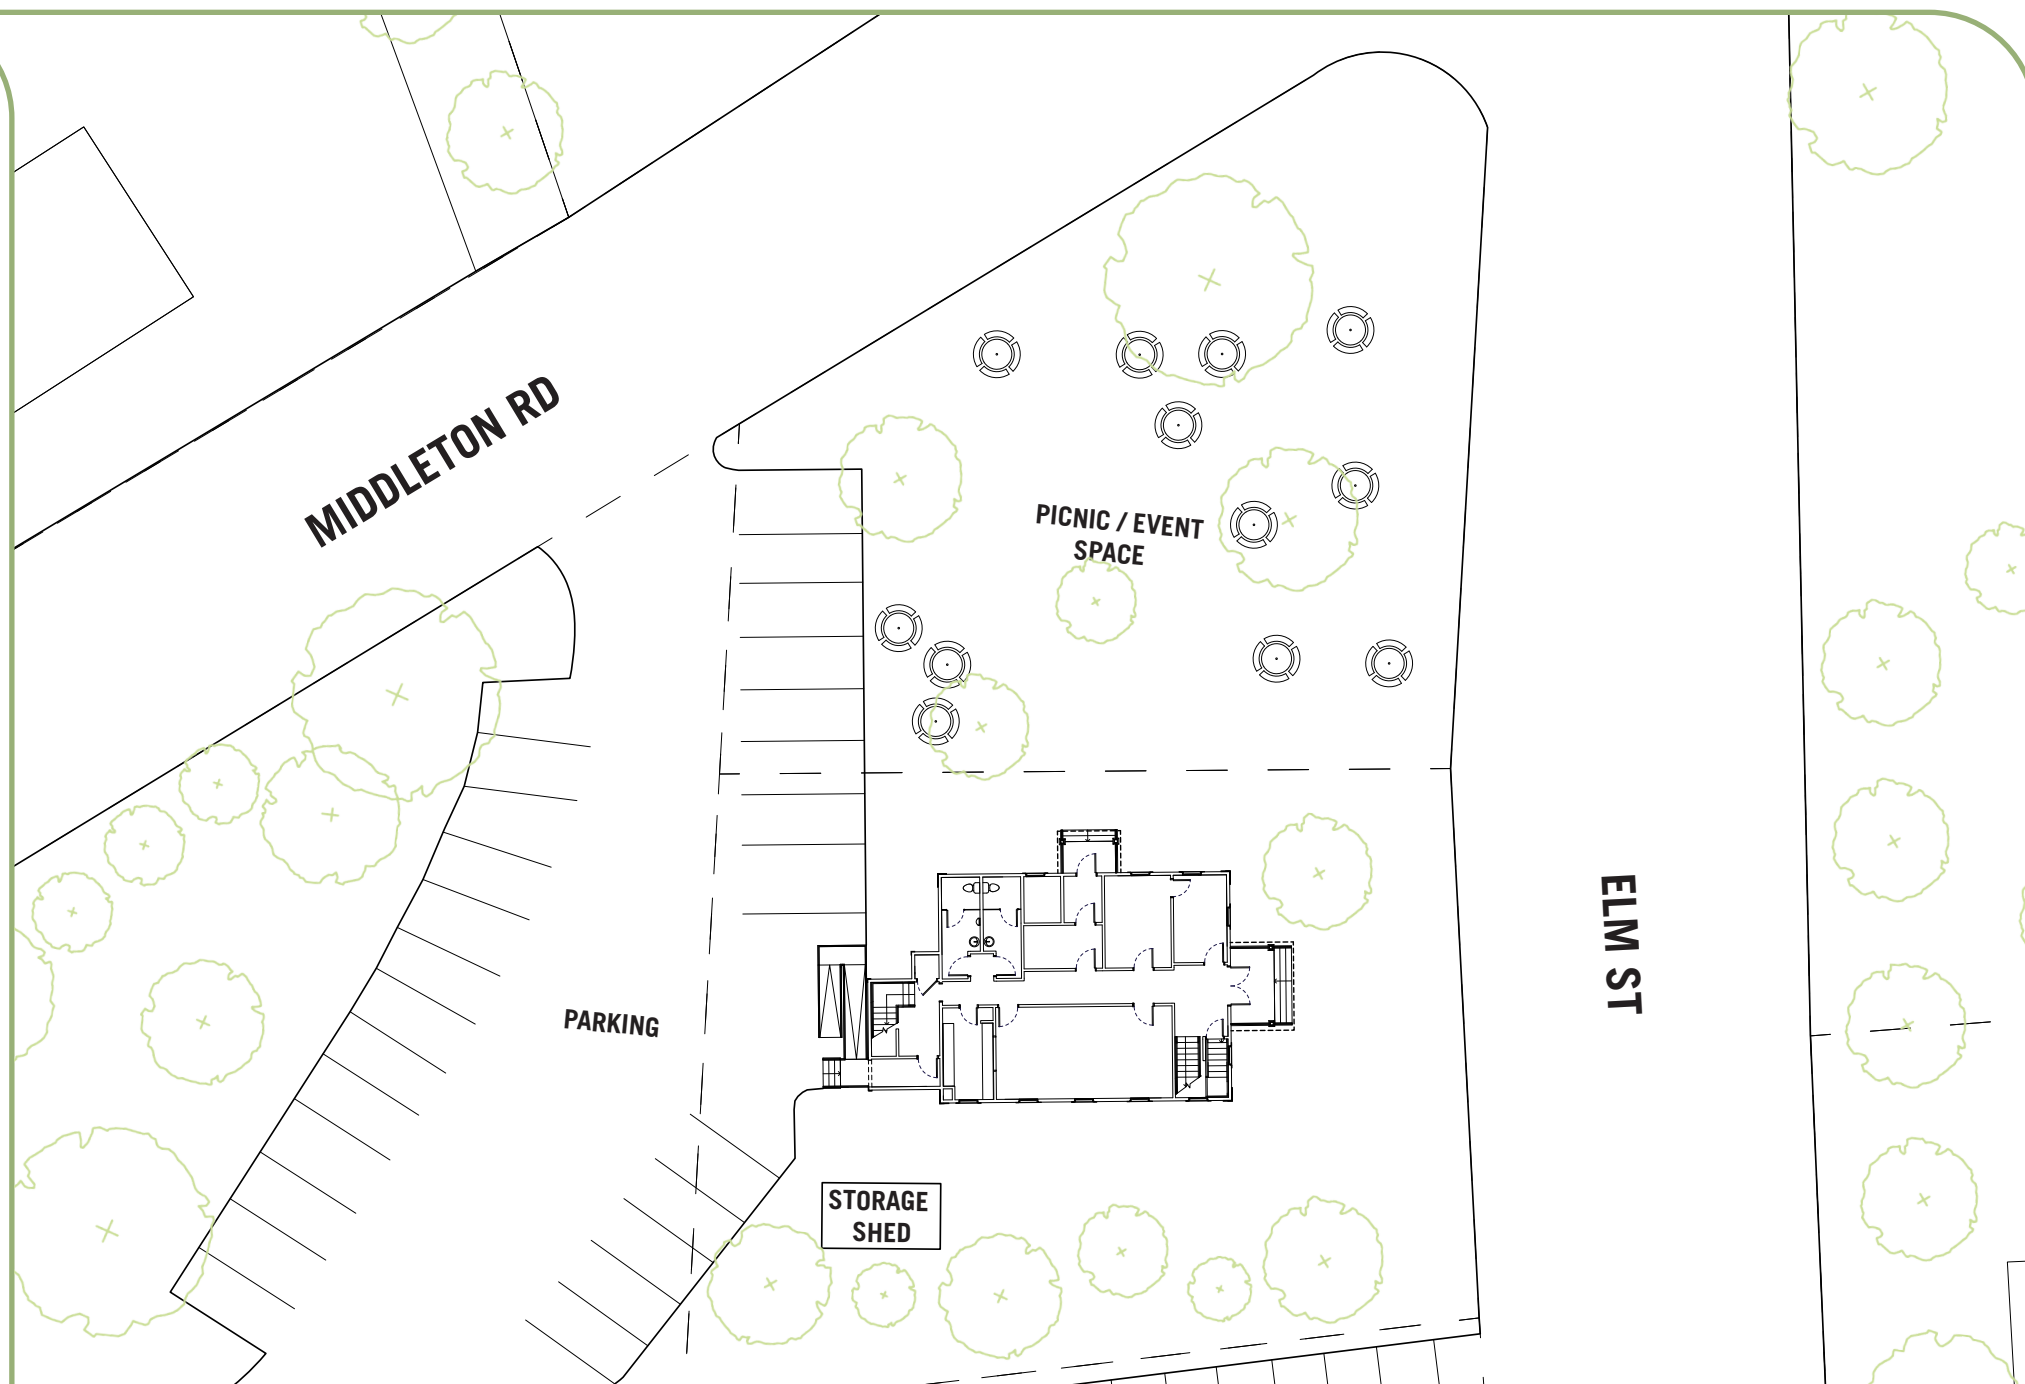 MIDDLETON RD
PICNIC / EVENT
SPACE
ELM ST
PARKING
STORAGE
SHED